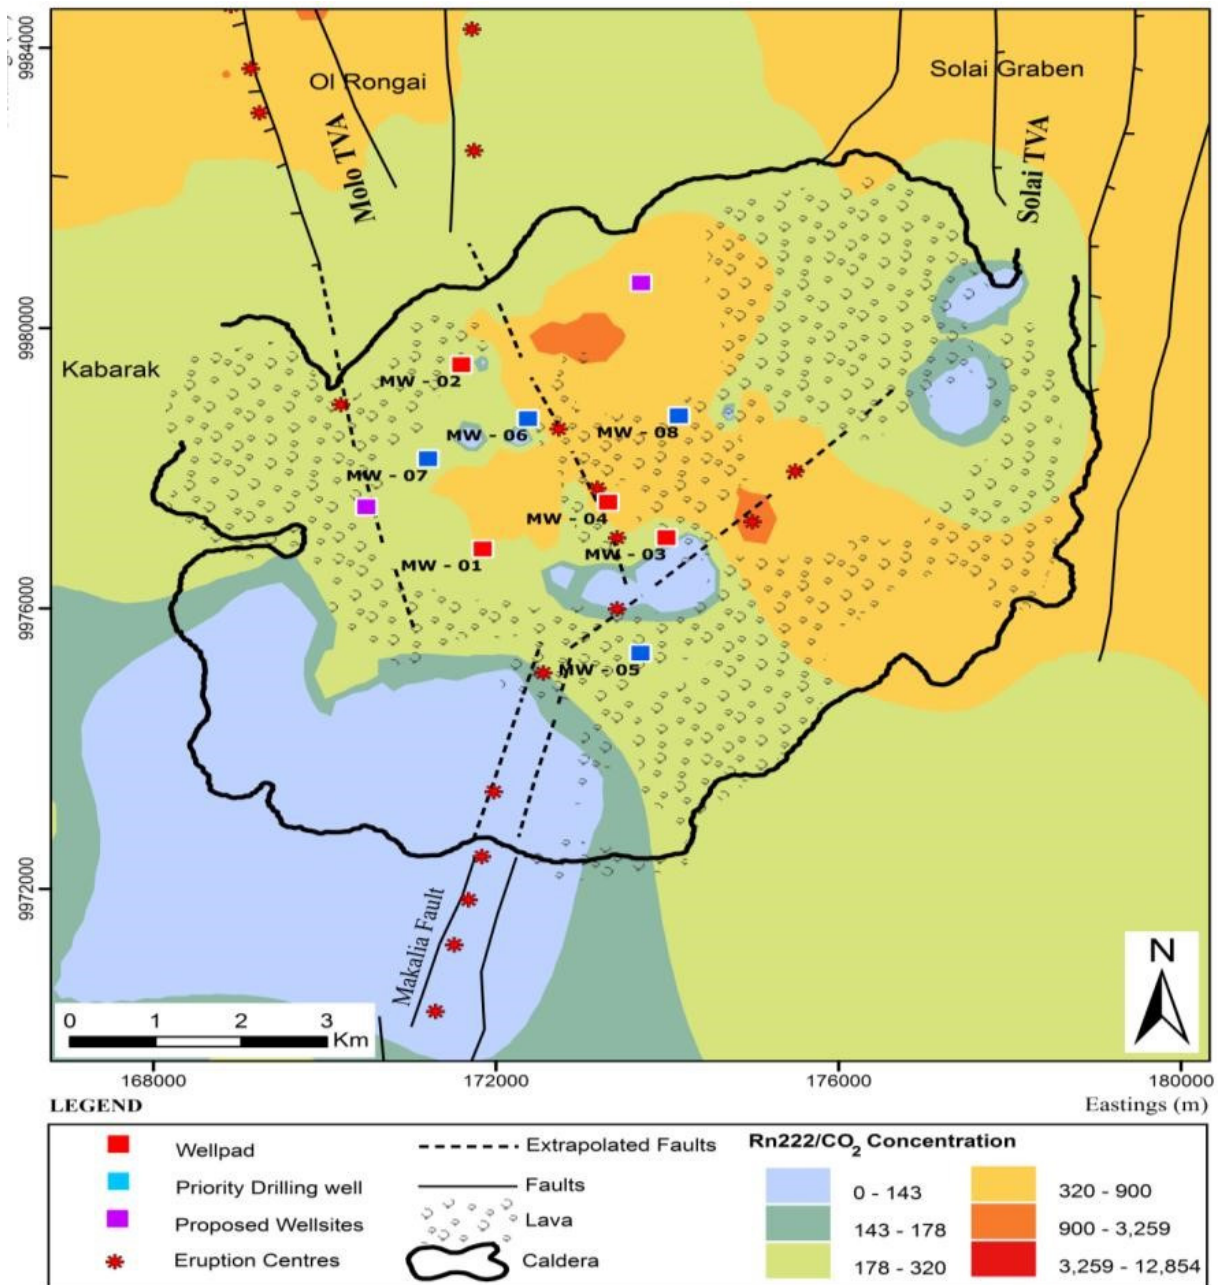 9984000
Ol Rongai
Solai Graben
Molo TVA
Solai TVA
9980000
Kabarak
MW - 02
MW - 06
MW - 08
MW - 07
MW - 04
MW - 03
MW - 01
9976000
MW - 05
9972000
Makalia Fault
N
0 1 2 3
Km
168000 172000 176000 180000
LEGEND
Eastings (m)
Wellpad
Priority Drilling well
Proposed Wellsites
Eruption Centres
Extrapolated Faults
Faults
Lava
Caldera
Rn222/CO₂ Concentration
0 - 143
143 - 178
178 - 320
320 - 900
900 - 3,259
3,259 - 12,854